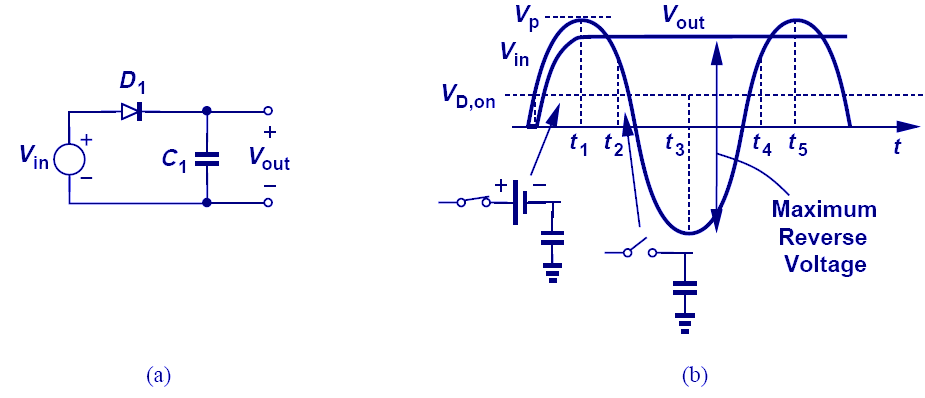 D1
Vin
+
−
C1
+
Vout
−
(a)
Vp
Vout
Vin
VD,on
t1 t2 t3 t4 t5 t
+ −
Maximum
Reverse
Voltage
(b)